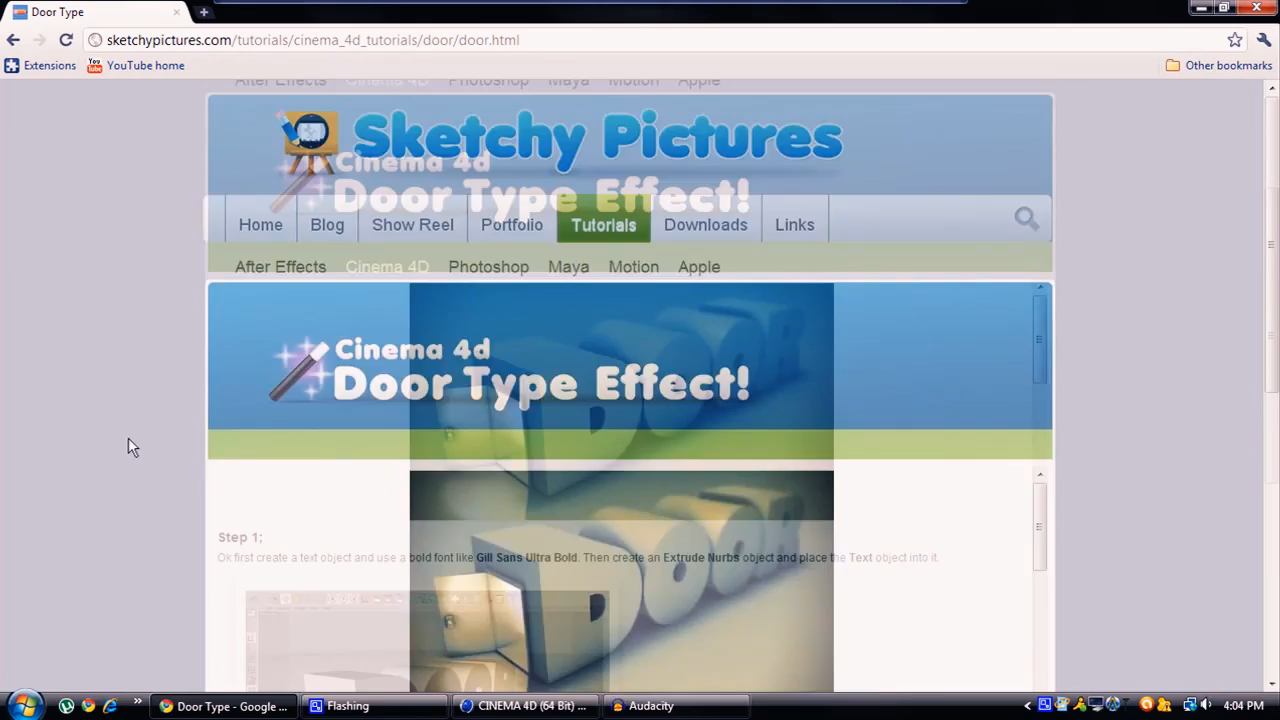 Door Type
sketchypictures.com/tutorials/cinema_4d_tutorials/door/door.html
Extensions YouTube home Other bookmarks
After Effects Cinema 4D Photoshop Maya Motion Apple
Sketchy Pictures
Cinema 4d
Door Type Effect!
Home Blog Show Reel Portfolio Tutorials Downloads Links
After Effects Cinema 4D Photoshop Maya Motion Apple
Cinema 4d
Door Type Effect!
DOOR
DOOR
Step 1;
Ok first create a text object and use a bold font like Gill Sans Ultra Bold. Then create an Extrude Nurbs object and place the Text object into it.
Door Type - Google ... Flashing CINEMA 4D (64 Bit) ... Audacity 4:04 PM